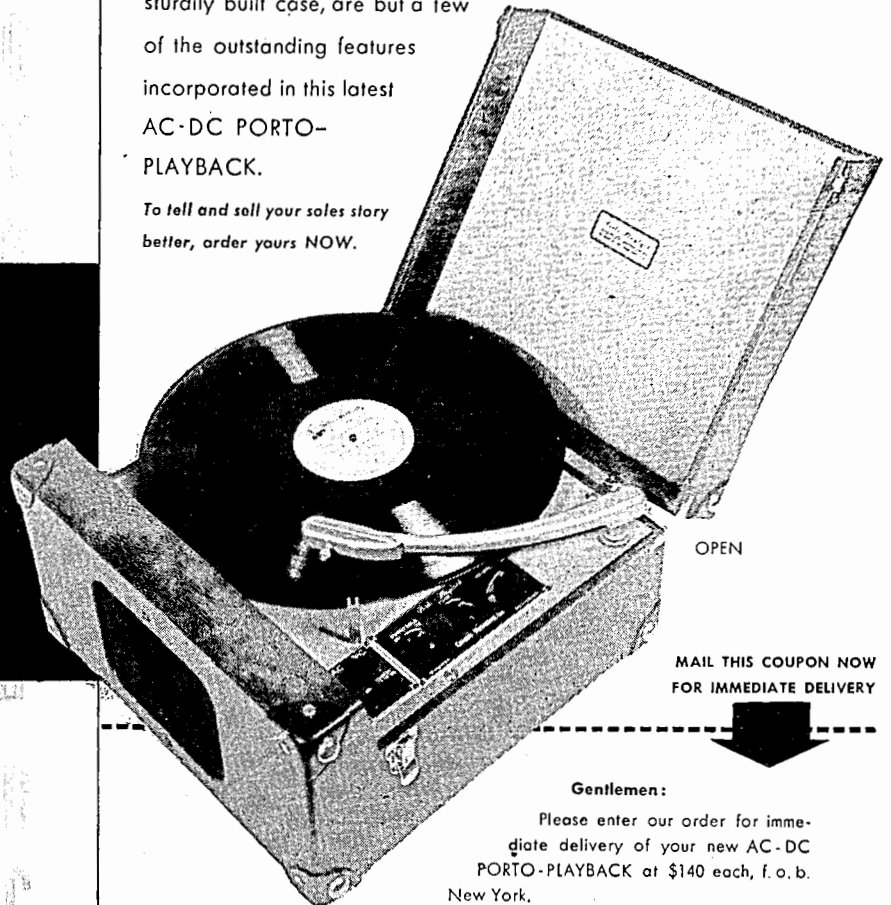 sturdily built case, are but a few
of the outstanding features
incorporated in this latest
AC-DC PORTO-
PLAYBACK.
To tell and sell your sales story
better, order yours NOW.
OPEN
MAIL THIS COUPON NOW
FOR IMMEDIATE DELIVERY
Gentlemen:
Please enter our order for imme-
diate delivery of your new AC-DC
PORTO-PLAYBACK at $140 each, f.o.b.
New York.